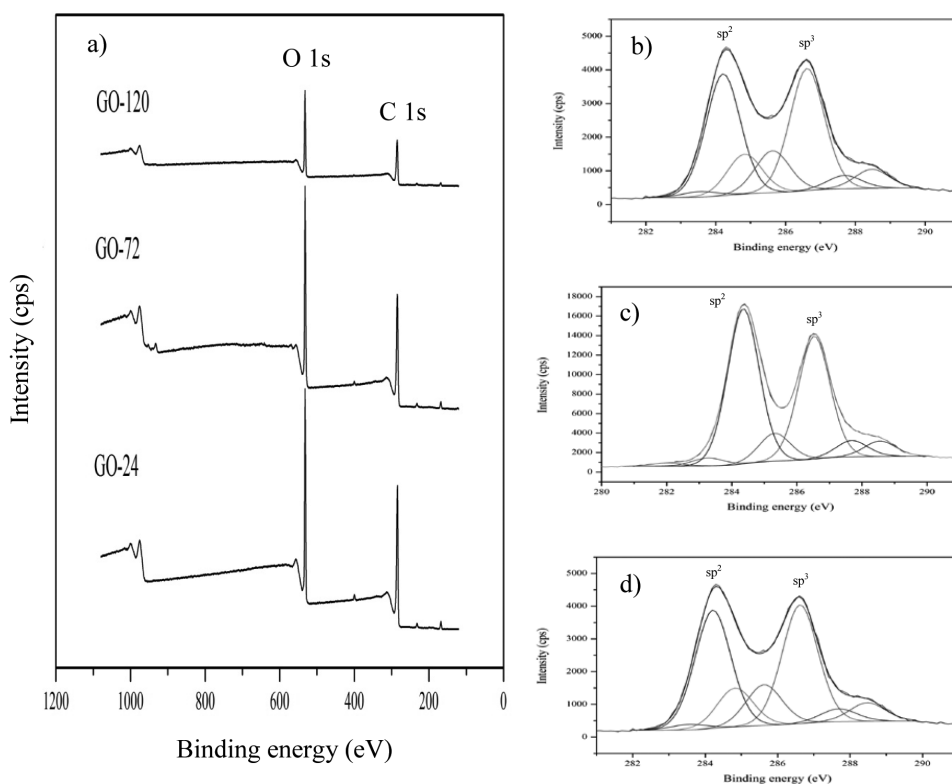 a)
O 1s
C 1s
GO-120
GO-72
GO-24
Intensity (cps)
1200 1000 800 600 400 200 0
Binding energy (eV)
b)
sp²
sp³
5000
4000
3000
2000
1000
0
Intensity (cps)
282 284 286 288 290
Binding energy (eV)
c)
sp²
sp³
18000
16000
14000
12000
10000
8000
6000
4000
2000
0
Intensity (cps)
280 282 284 286 288 290
Binding energy (eV)
d)
sp²
sp³
5000
4000
3000
2000
1000
0
Intensity (cps)
282 284 286 288 290
Binding energy (eV)